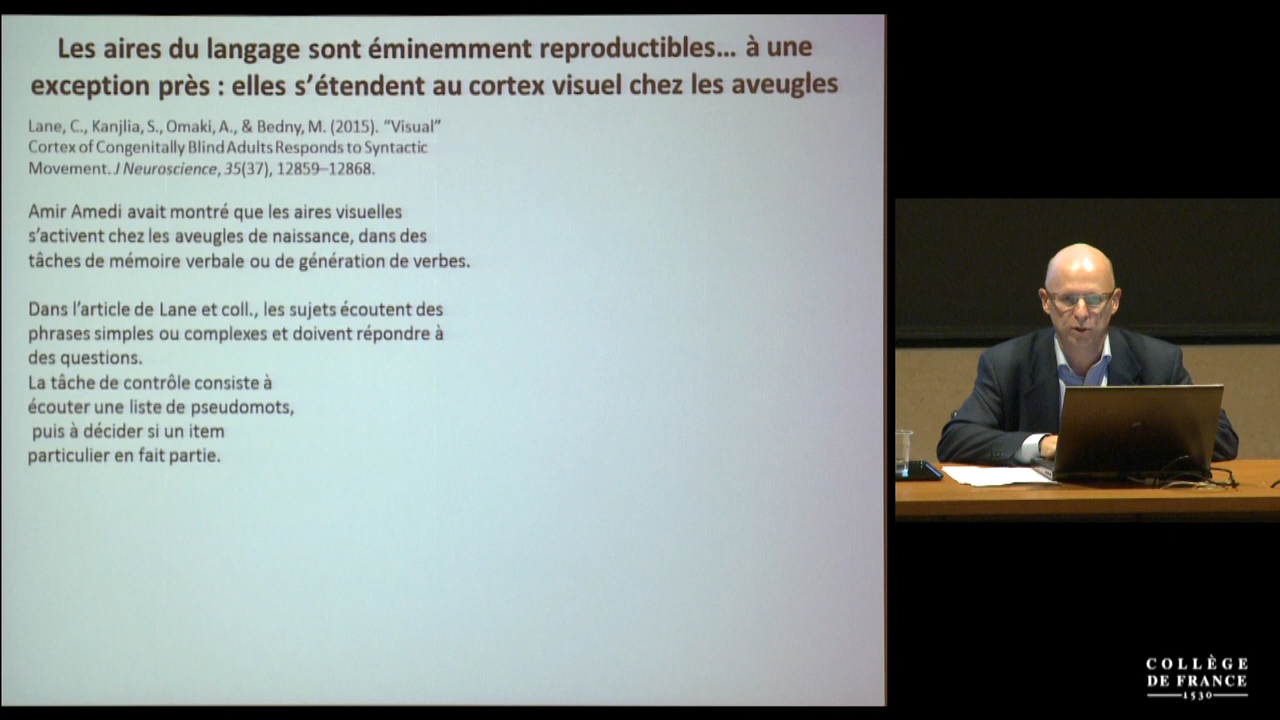 Les aires du langage sont éminemment reproductibles... à une
exception près : elles s'étendent au cortex visuel chez les aveugles
Lane, C., Kanjlia, S., Omaki, A., & Bedny, M. (2015). “Visual”
Cortex of Congenitally Blind Adults Responds to Syntactic
Movement. J Neuroscience, 35(37), 12859–12868.
Amir Amedi avait montré que les aires visuelles
s'activent chez les aveugles de naissance, dans des
tâches de mémoire verbale ou de génération de verbes.
Dans l'article de Lane et coll., les sujets écoutent des
phrases simples ou complexes et doivent répondre à
des questions.
La tâche de contrôle consiste à
écouter une liste de pseudomots,
puis à décider si un item
particulier en fait partie.
COLLÈGE
DE FRANCE
1530